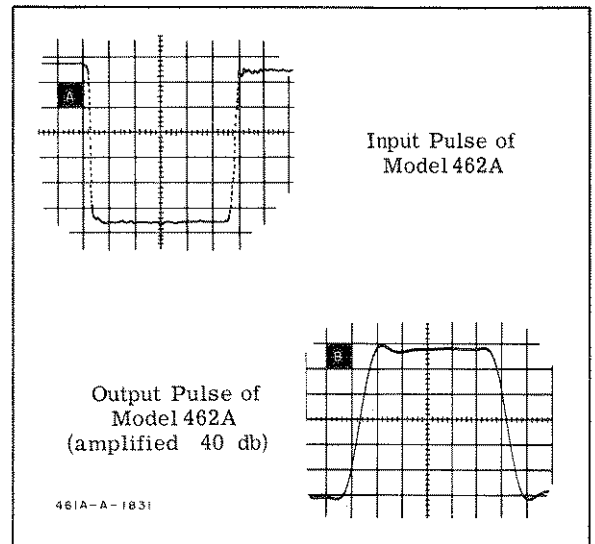 A
Input Pulse of
Model 462A
B
Output Pulse of
Model 462A
(amplified 40 db)
461A-A-1831